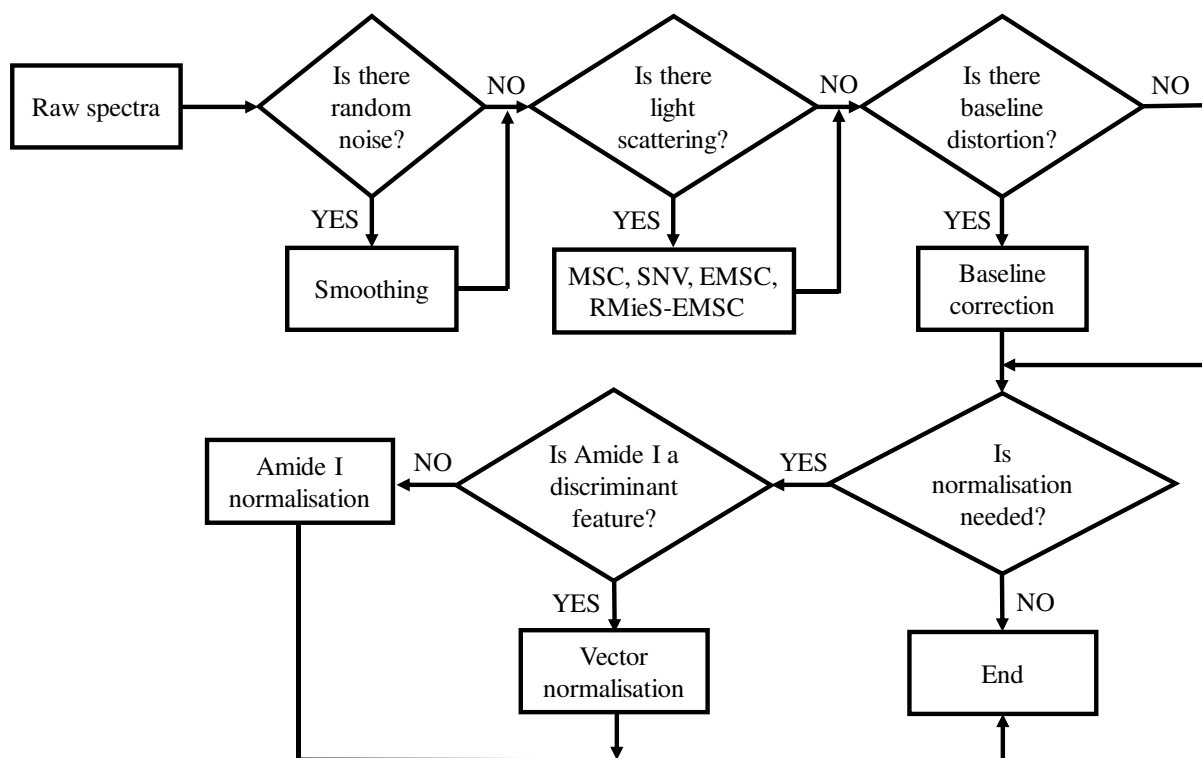 Raw spectra
Is there
random
noise?
NO
YES
Smoothing
Is there
light
scattering?
NO
YES
MSC, SNV, EMSC,
RMieS-EMSC
Is there
baseline
distortion?
NO
YES
Baseline
correction
Is
normalisation
needed?
YES
NO
End
Is Amide I a
discriminant
feature?
NO
YES
Amide I
normalisation
Vector
normalisation